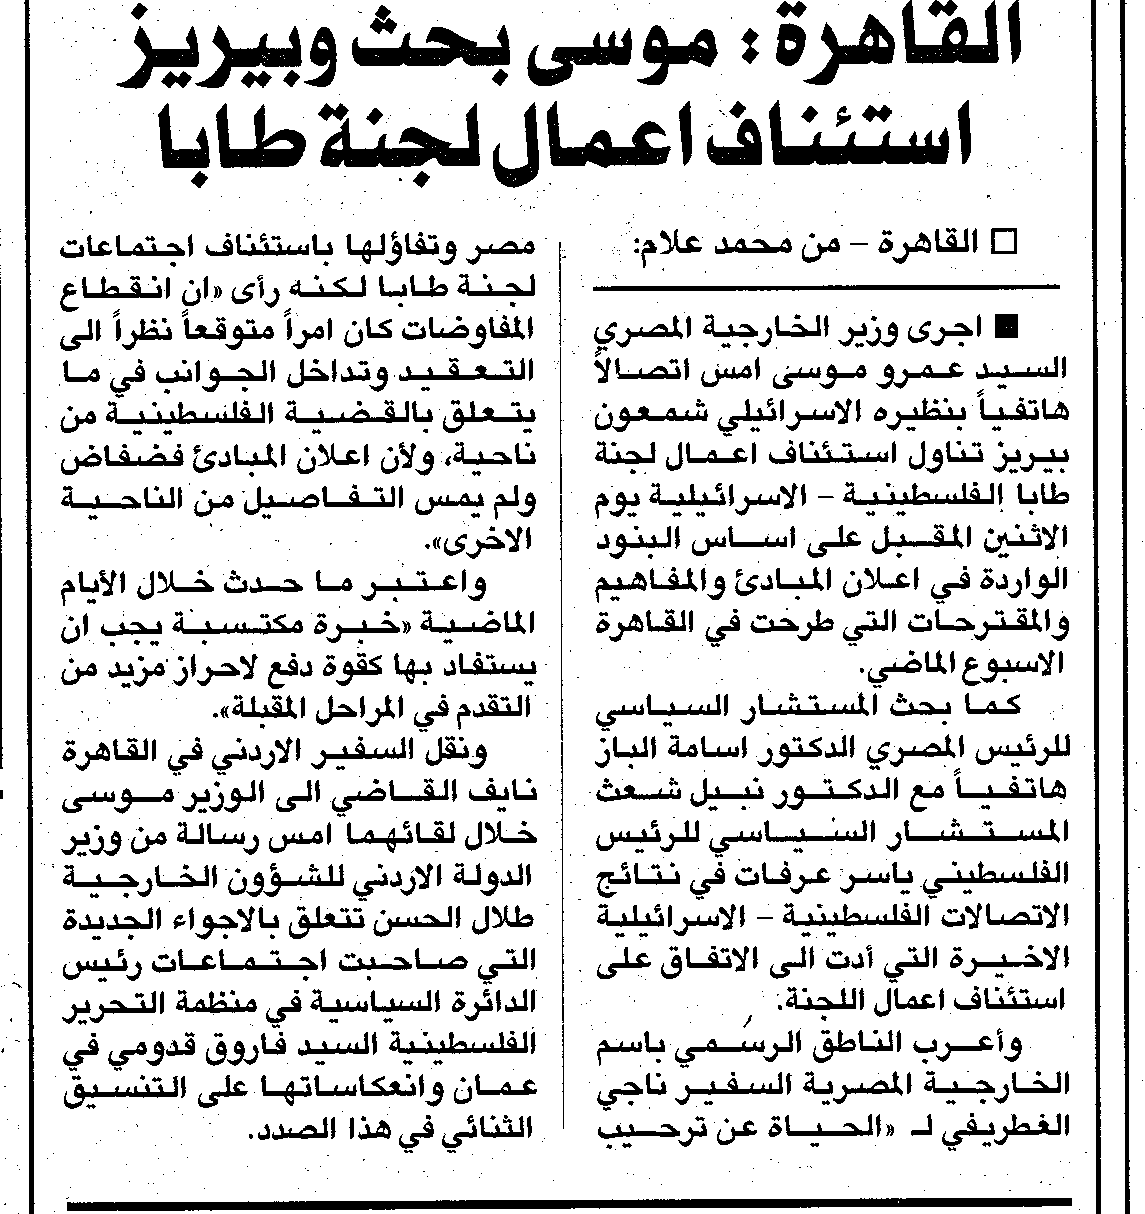 القاهرة : موسى بحث وبيريز
استئناف اعمال لجنة طابا
□ القاهرة - من محمد علام:
■ اجرى وزير الخارجية المصري
السيد عمرو موسى امس اتصالاً
هاتفياً بنظيره الاسرائيلي شمعون
بيريز تناول استئناف اعمال لجنة
طابا الفلسطينية - الاسرائيلية يوم
الاثنين المقبل على اساس البنود
الواردة في اعلان المبادئ والمفاهيم
والمقترحات التي طرحت في القاهرة
الاسبوع الماضي.
كما بحث المستشار السياسي
للرئيس المصري الدكتور اسامة الباز
هاتفياً مع الدكتور نبيل شعث
المستشار السياسي للرئيس
الفلسطيني ياسر عرفات في نتائج
الاتصالات الفلسطينية - الاسرائيلية
الاخيرة التي أدت الى الاتفاق على
استئناف اعمال اللجنة.
وأعرب الناطق الرسمي باسم
الخارجية المصرية السفير ناجي
الغطريفي لـ «الحياة عن ترحيب
مصر وتفاؤلها باستئناف اجتماعات
لجنة طابا لكنه رأى «ان انقطاع
المفاوضات كان امراً متوقعاً نظراً الى
التعقيد وتداخل الجوانب في ما
يتعلق بالقضية الفلسطينية من
ناحية، ولأن اعلان المبادئ فضفاض
ولم يمس التفاصيل من الناحية
الاخرى».
واعتبر ما حدث خلال الأيام
الماضية «خبرة مكتسبة يجب ان
يستفاد بها كقوة دفع لاحراز مزيد من
التقدم في المراحل المقبلة».
ونقل السفير الاردني في القاهرة
نايف القاضي الى الوزير موسى
خلال لقائهما امس رسالة من وزير
الدولة الاردني للشؤون الخارجية
طلال الحسن تتعلق بالاجواء الجديدة
التي صاحبت اجتماعات رئيس
الدائرة السياسية في منظمة التحرير
الفلسطينية السيد فاروق قدومي في
عمان وانعكاساتها على التنسيق
الثنائي في هذا الصدد.